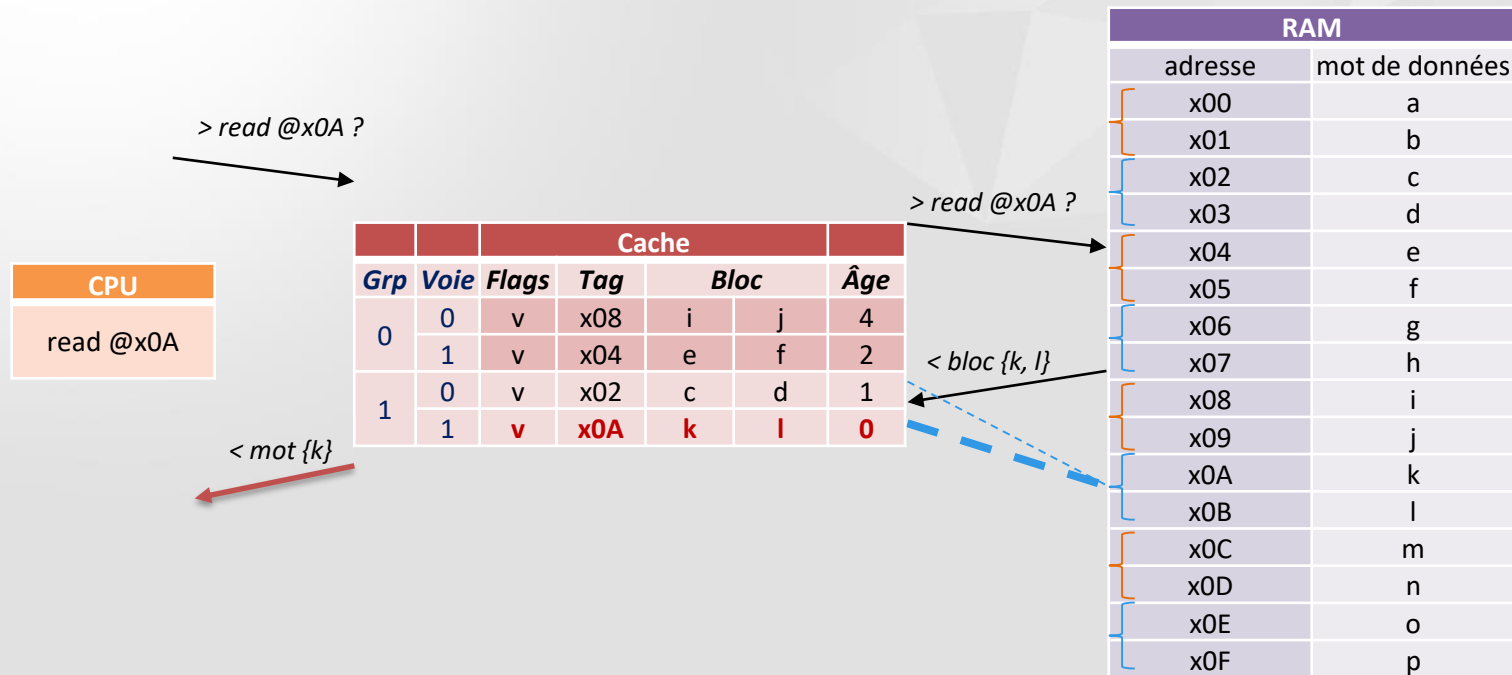 > read @x0A ?
CPU
read @x0A
< mot {k}
Cache
Grp Voie Flags Tag Bloc Âge
0 0 v x08 i j 4
1 v x04 e f 2
1 0 v x02 c d 1
1 v x0A k l 0
> read @x0A ?
< bloc {k, l}
RAM
adresse mot de données
x00 a
x01 b
x02 c
x03 d
x04 e
x05 f
x06 g
x07 h
x08 i
x09 j
x0A k
x0B l
x0C m
x0D n
x0E o
x0F p